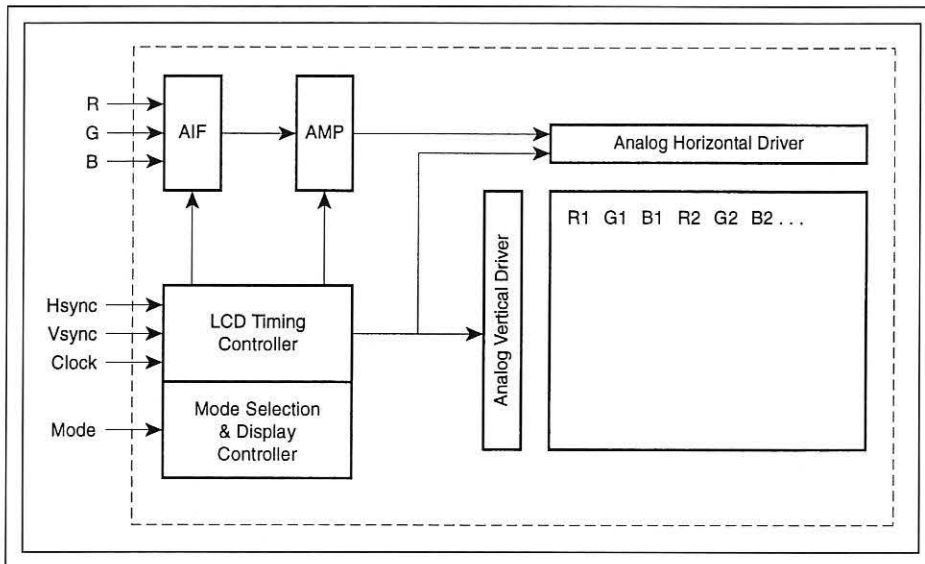 R
G
B
AIF
AMP
Analog Horizontal Driver
R1 G1 B1 R2 G2 B2 . . .
Analog Vertical Driver
Hsync
Vsync
Clock
LCD Timing
Controller
Mode
Mode Selection
& Display
Controller